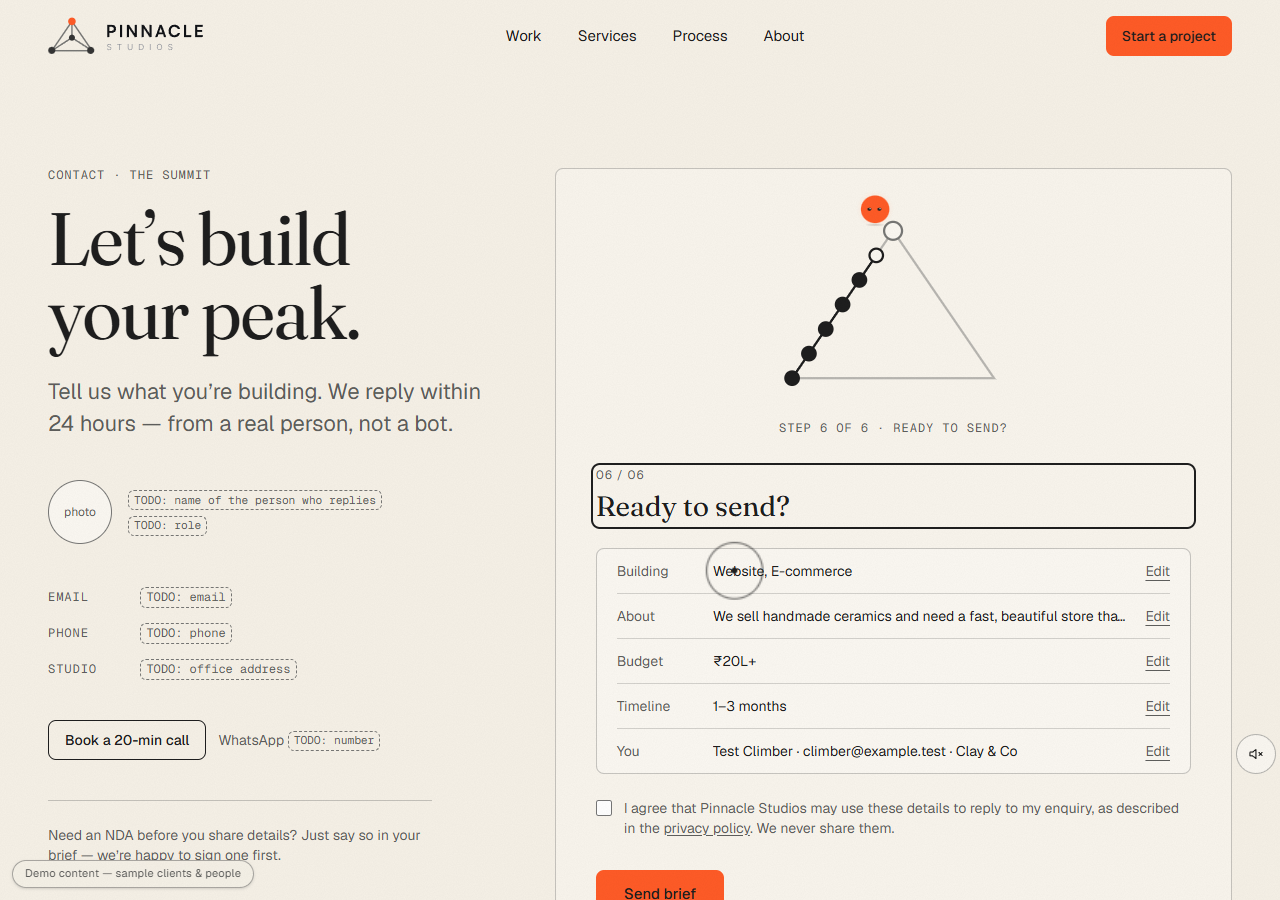 PINNACLE
STUDIOS
Work
Services
Process
About
Start a project
CONTACT · THE SUMMIT
Let’s build
your peak.
Tell us what you’re building. We reply within
24 hours — from a real person, not a bot.
photo
TODO: name of the person who replies
TODO: role
EMAIL
TODO: email
PHONE
TODO: phone
STUDIO
TODO: office address
Book a 20-min call
WhatsApp TODO: number
Need an NDA before you share details? Just say so in your
brief — we’re happy to sign one first.
Demo content — sample clients & people
STEP 6 OF 6 · READY TO SEND?
06 / 06
Ready to send?
Building
Website, E-commerce
Edit
About
We sell handmade ceramics and need a fast, beautiful store tha…
Edit
Budget
₹20L+
Edit
Timeline
1–3 months
Edit
You
Test Climber · climber@example.test · Clay & Co
Edit
I agree that Pinnacle Studios may use these details to reply to my enquiry, as described
in the privacy policy. We never share them.
Send brief